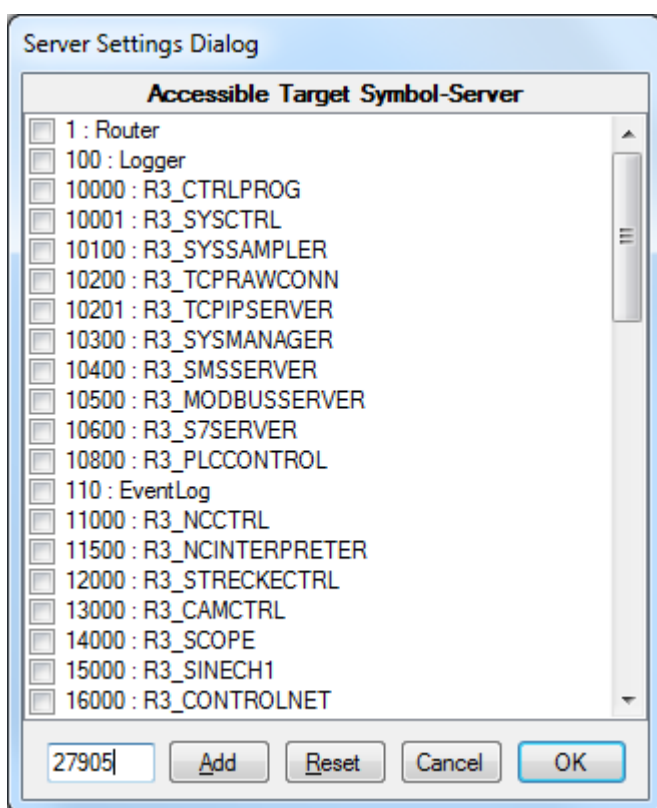 Server Settings Dialog
Accessible Target Symbol-Server
1 : Router
100 : Logger
10000 : R3_CTRLPROG
10001 : R3_SYSCTRL
10100 : R3_SYSSAMPLER
10200 : R3_TCPRAWCONN
10201 : R3_TCPIPSERVER
10300 : R3_SYSMANAGER
10400 : R3_SMSSERVER
10500 : R3_MODBUSSERVER
10600 : R3_S7SERVER
10800 : R3_PLCCONTROL
110 : EventLog
11000 : R3_NCCTRL
11500 : R3_NCINTERPRETER
12000 : R3_STRECKECTRL
13000 : R3_CAMCTRL
14000 : R3_SCOPE
15000 : R3_SINECH1
16000 : R3_CONTROLNET
27905 Add Reset Cancel OK